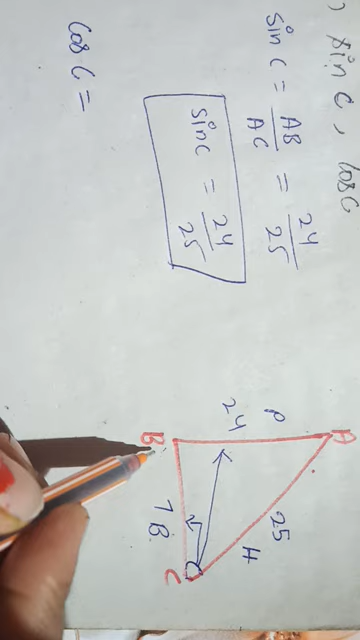 ) sin C, Cos C
sin C = AB/AC = 24/25
sin C = 24/25
Cos C =
A
P
24
25
H
B
7
B
C